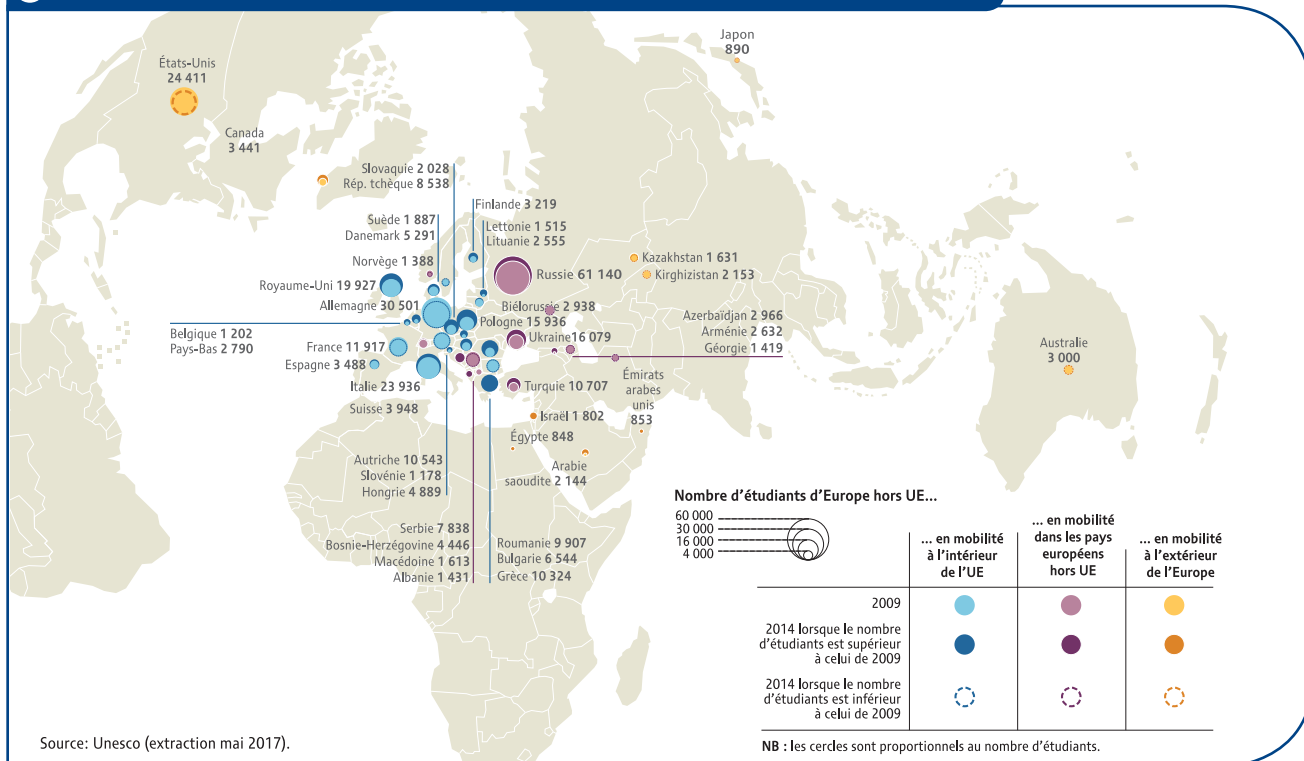 Japon
890
États-Unis
24 411
Canada
3 441
Slovaquie 2 028
Rép. tchèque 8 538
Finlande 3 219
Suède 1 887
Danemark 5 291
Lettonie 1 515
Lituanie 2 555
Norvège 1 388
Kazakhstan 1 631
Kirghizistan 2 153
Russie 61 140
Royaume-Uni 19 927
Allemagne 30 501
Biélorussie 2 938
Pologne 15 936
Ukraine16 079
Azerbaïdjan 2 966
Arménie 2 632
Géorgie 1 419
Belgique 1 202
Pays-Bas 2 790
France 11 917
Espagne 3 488
Italie 23 936
Suisse 3 948
Australie
3 000
Turquie 10 707
Émirats
arabes
unis
853
Israël 1 802
Égypte 848
Arabie
saoudite 2 144
Autriche 10 543
Slovénie 1 178
Hongrie 4 889
Serbie 7 838
Bosnie-Herzégovine 4 446
Macédoine 1 613
Albanie 1 431
Roumanie 9 907
Bulgarie 6 544
Grèce 10 324
Nombre d'étudiants d'Europe hors UE...
60 000
30 000
16 000
4 000
... en mobilité
à l'intérieur
de l'UE
... en mobilité
dans les pays
européens
hors UE
... en mobilité
à l'extérieur
de l'Europe
2009
2014 lorsque le nombre
d'étudiants est supérieur
à celui de 2009
2014 lorsque le nombre
d'étudiants est inférieur
à celui de 2009
Source: Unesco (extraction mai 2017).
NB : les cercles sont proportionnels au nombre d'étudiants.